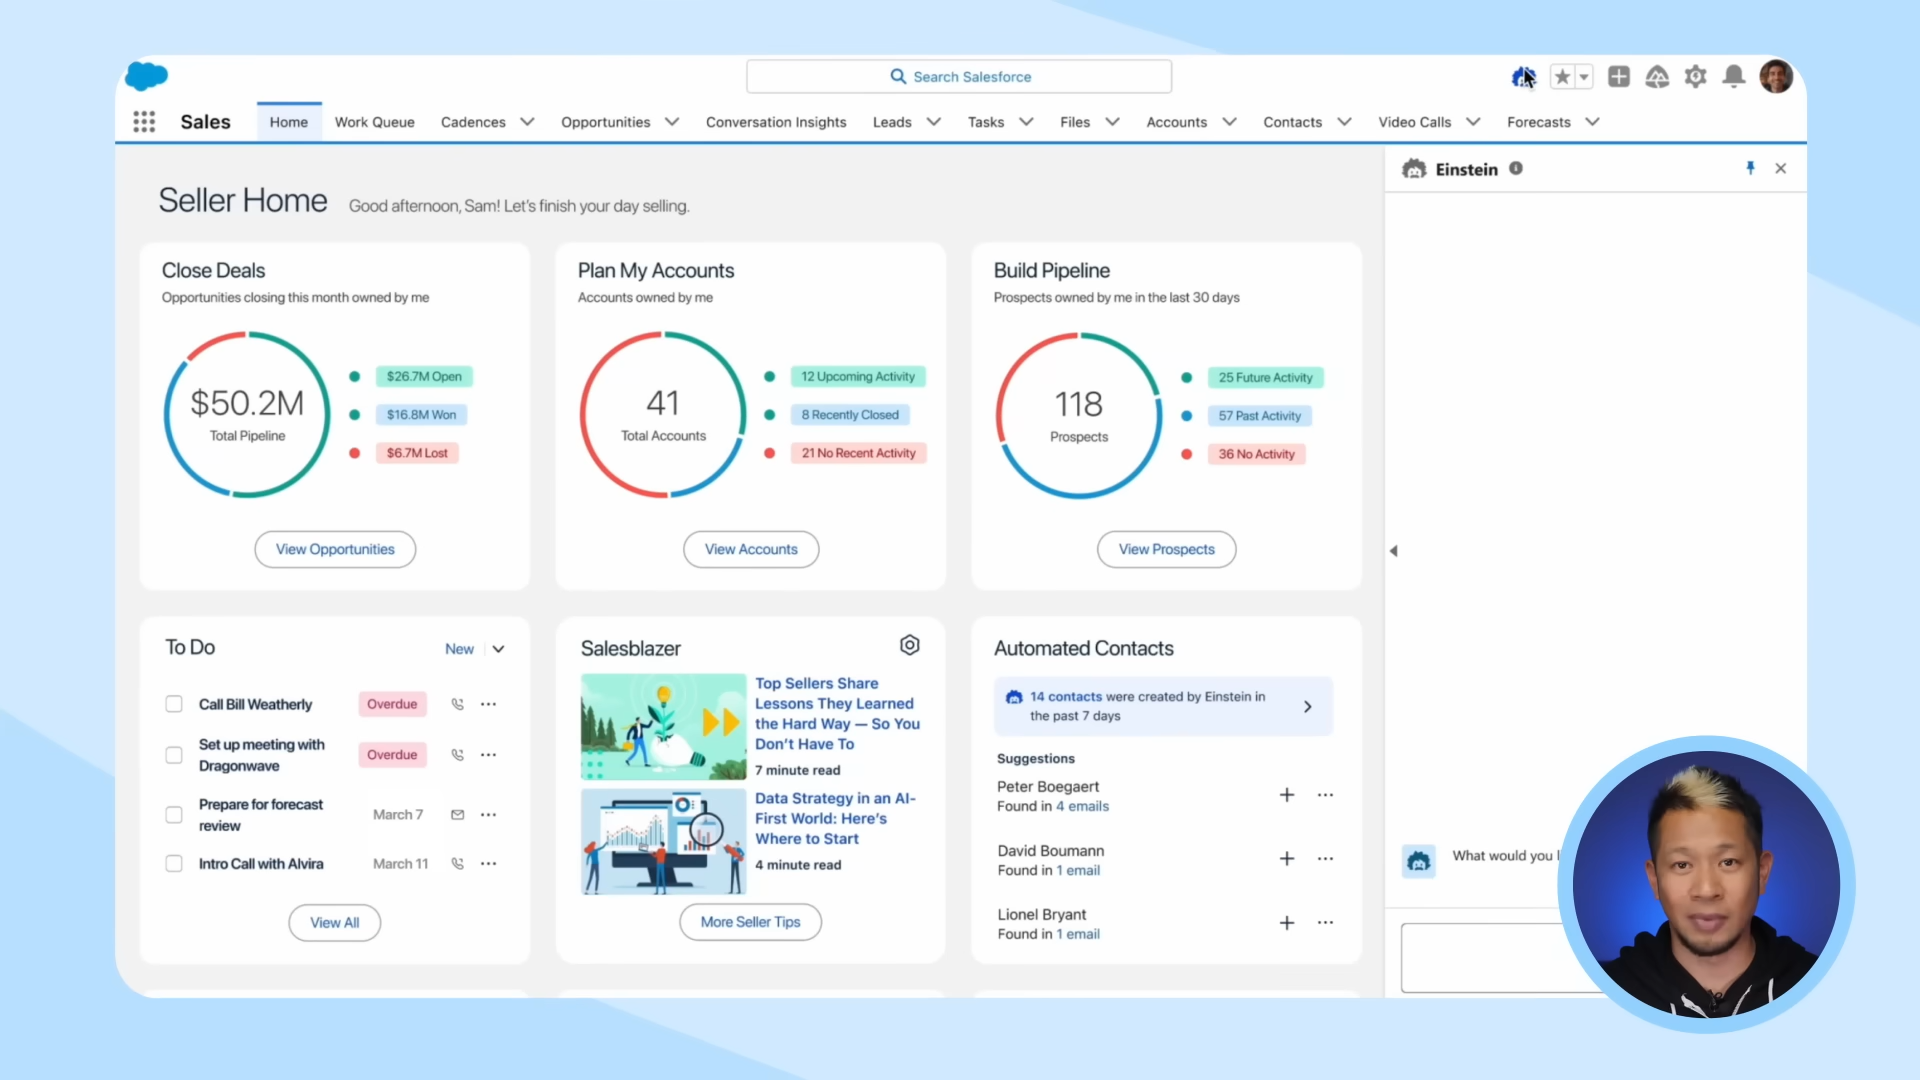 Search Salesforce
Sales
Home
Work Queue
Cadences
Opportunities
Conversation Insights
Leads
Tasks
Files
Accounts
Contacts
Video Calls
Forecasts
Seller Home
Good afternoon, Sam! Let's finish your day selling.
Close Deals
Opportunities closing this month owned by me
$50.2M
Total Pipeline
$26.7M Open
$16.8M Won
$6.7M Lost
View Opportunities
Plan My Accounts
Accounts owned by me
41
Total Accounts
12 Upcoming Activity
8 Recently Closed
21 No Recent Activity
View Accounts
Build Pipeline
Prospects owned by me in the last 30 days
118
Prospects
25 Future Activity
57 Past Activity
36 No Activity
View Prospects
To Do
New
Call Bill Weatherly
Overdue
Set up meeting with
Dragonwave
Overdue
Prepare for forecast
review
March 7
Intro Call with Alvira
March 11
View All
Salesblazer
Top Sellers Share
Lessons They Learned
the Hard Way — So You
Don't Have To
7 minute read
Data Strategy in an AI-
First World: Here's
Where to Start
4 minute read
More Seller Tips
Automated Contacts
14 contacts were created by Einstein in
the past 7 days
Suggestions
Peter Boegaert
Found in 4 emails
David Boumann
Found in 1 email
Lionel Bryant
Found in 1 email
Einstein
What would you